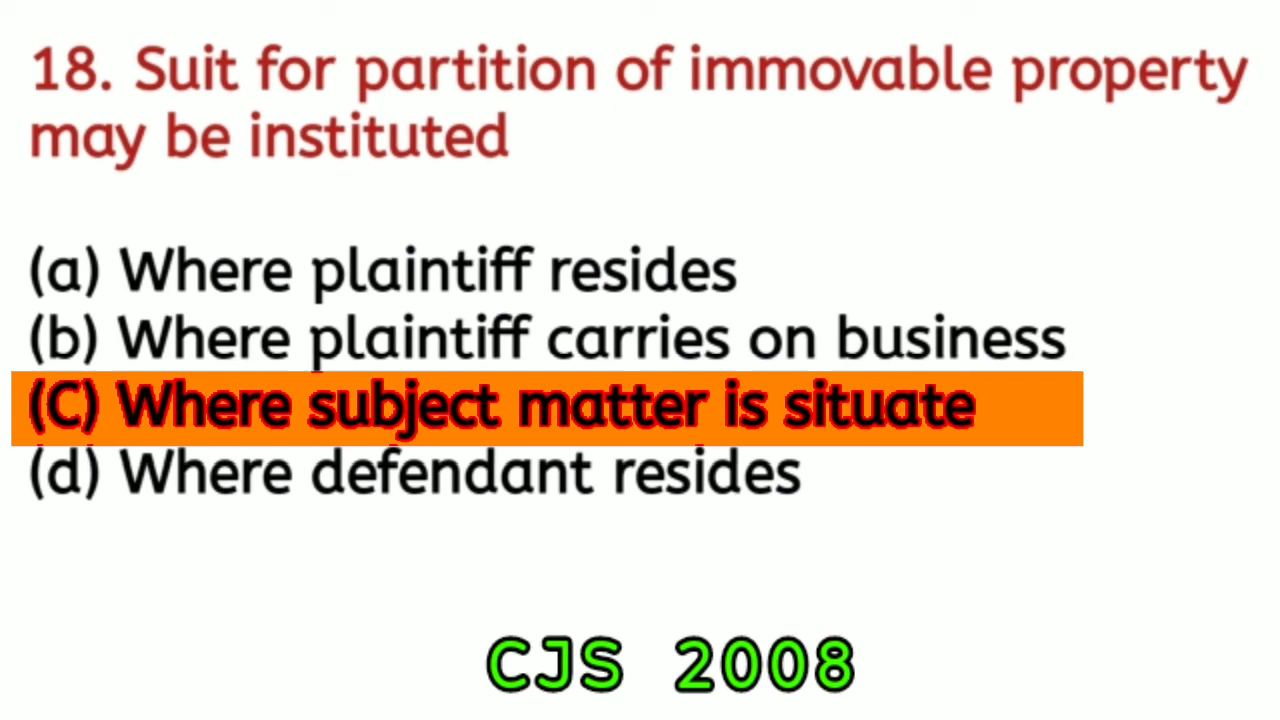 18. Suit for partition of immovable property
may be instituted
(a) Where plaintiff resides
(b) Where plaintiff carries on business
(C) Where subject matter is situate
(d) Where defendant resides
CJS 2008